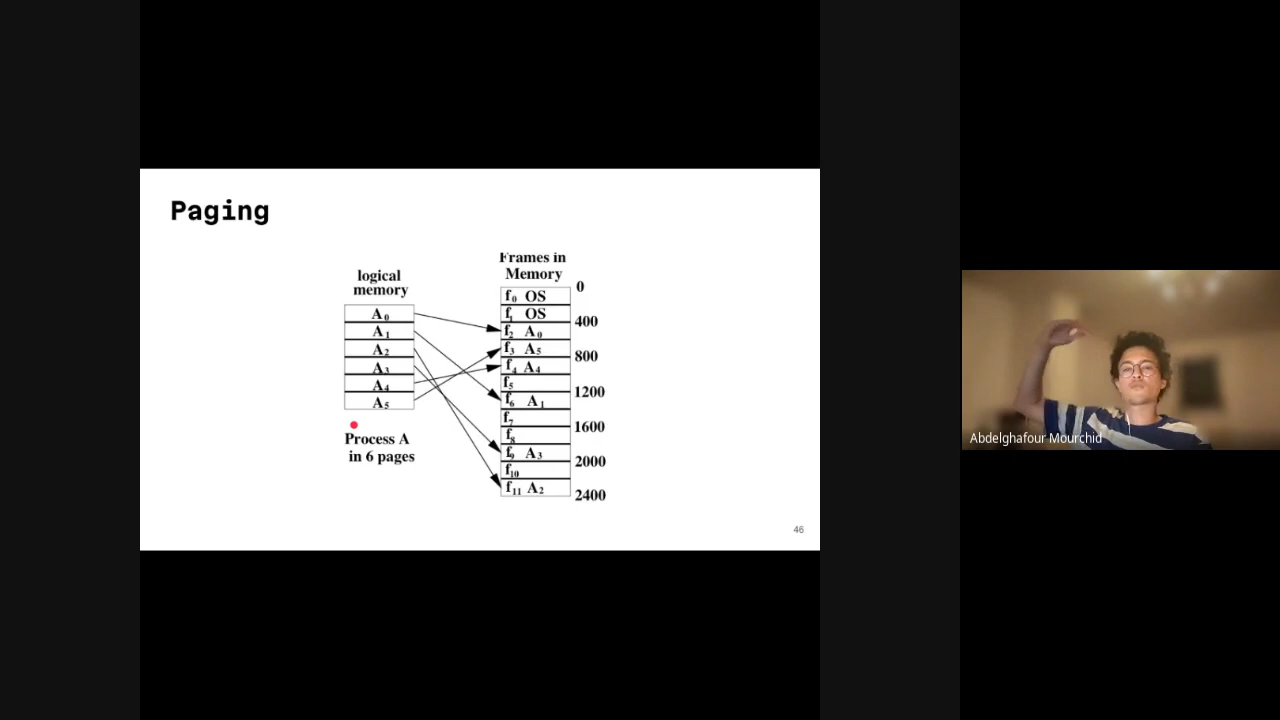 Paging
logical
memory
A0
A1
A2
A3
A4
A5
Process A
in 6 pages
Frames in
Memory
f0 OS
f1 OS
f2 A0
f3 A5
f4 A4
f5
f6 A1
f7
f8
f9 A3
f10
f11 A2
0
400
800
1200
1600
2000
2400
46
Abdelghafour Mourchid